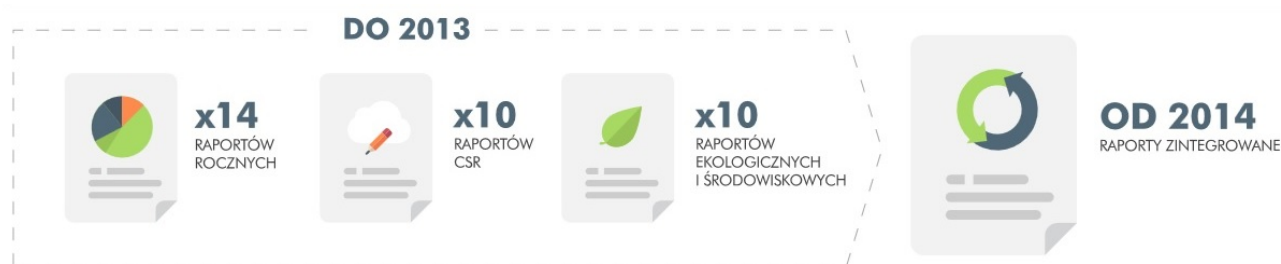 DO 2013
x14
RAPORTÓW
ROCZNYCH
x10
RAPORTÓW
CSR
x10
RAPORTÓW
EKOLOGICZNYCH
I ŚRODOWISKOWYCH
OD 2014
RAPORTY ZINTEGROWANE